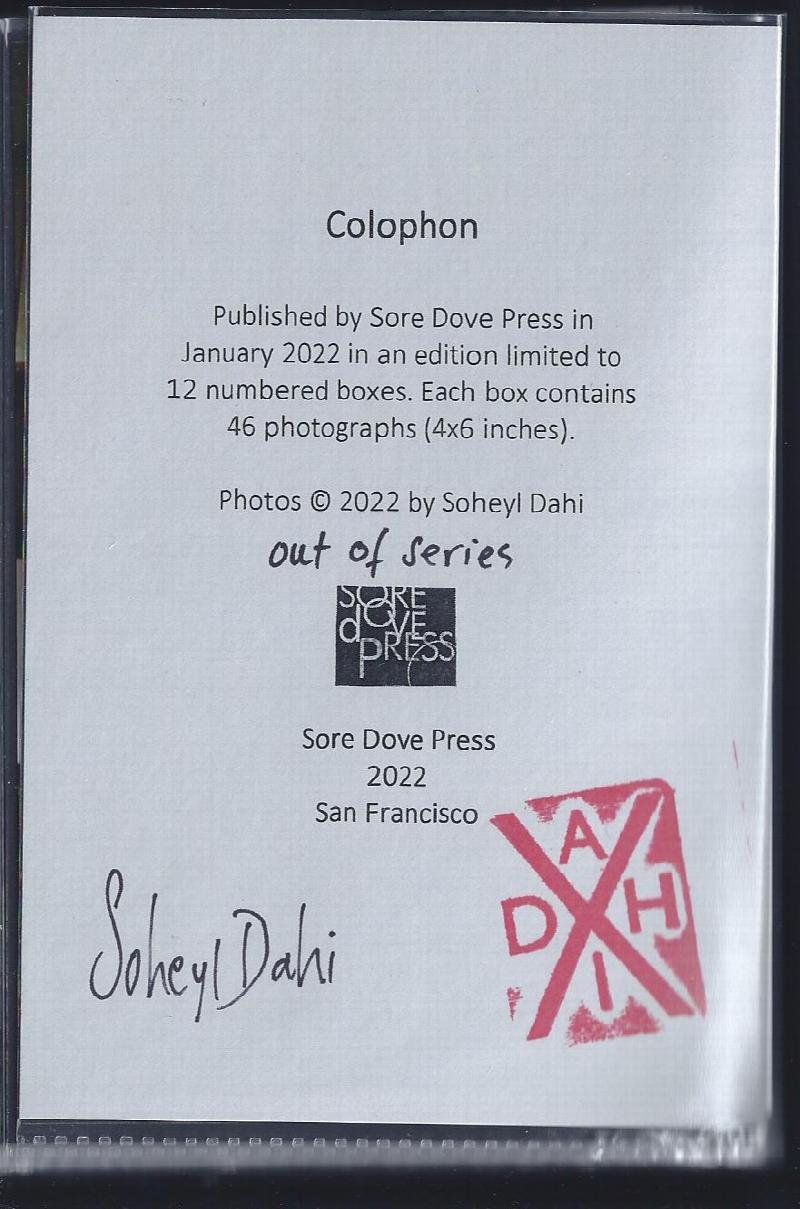 Colophon
Published by Sore Dove Press in
January 2022 in an edition limited to
12 numbered boxes. Each box contains
46 photographs (4x6 inches).
Photos © 2022 by Soheyl Dahi
out of series
SORE
dOVE
PRESS
Sore Dove Press
2022
San Francisco
Soheyl Dahi
A
D H
I